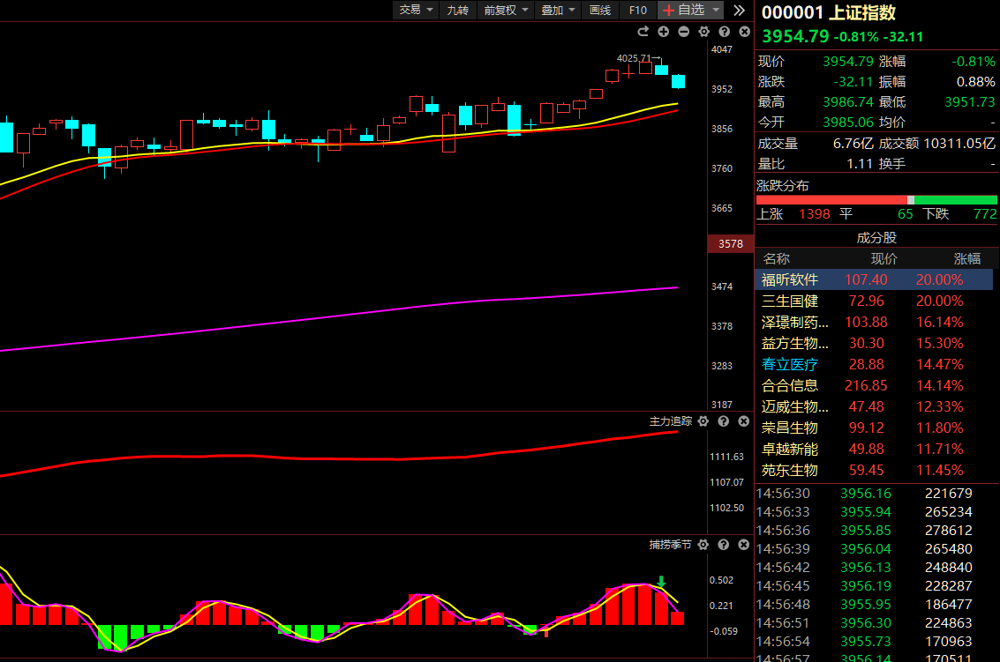 交易 九转 前复权 叠加 画线 F10 +自选
000001 上证指数
3954.79 -0.81% -32.11
现价 3954.79 涨幅 -0.81%
涨跌 -32.11 振幅 0.88%
最高 3986.74 最低 3951.73
今开 3985.06 均价 -
成交量 6.76亿 成交额 10311.05亿
量比 1.11 换手 -
涨跌分布
上涨 1398 平 65 下跌 772
成分股
名称 现价 涨幅
福昕软件 107.40 20.00%
三生国健 72.96 20.00%
泽璟制药... 103.88 16.14%
益方生物... 30.30 15.30%
春立医疗 28.88 14.47%
合合信息 216.85 14.14%
迈威生物... 47.48 12.33%
荣昌生物 99.12 11.80%
卓越新能 49.88 11.71%
苑东生物 59.45 11.45%
14:56:30 3956.16 221679
14:56:33 3955.94 265234
14:56:36 3955.85 278612
14:56:39 3956.04 265480
14:56:42 3956.13 248840
14:56:45 3956.19 228287
14:56:48 3955.95 186477
14:56:51 3956.30 224863
14:56:54 3955.73 170963
14:56:57 3956.14 170511
4025.71
4047
3952
3856
3760
3665
3578
3474
3378
3283
3187
主力追踪
1111.63
1107.07
1102.50
捕捞季节
0.502
0.221
-0.059